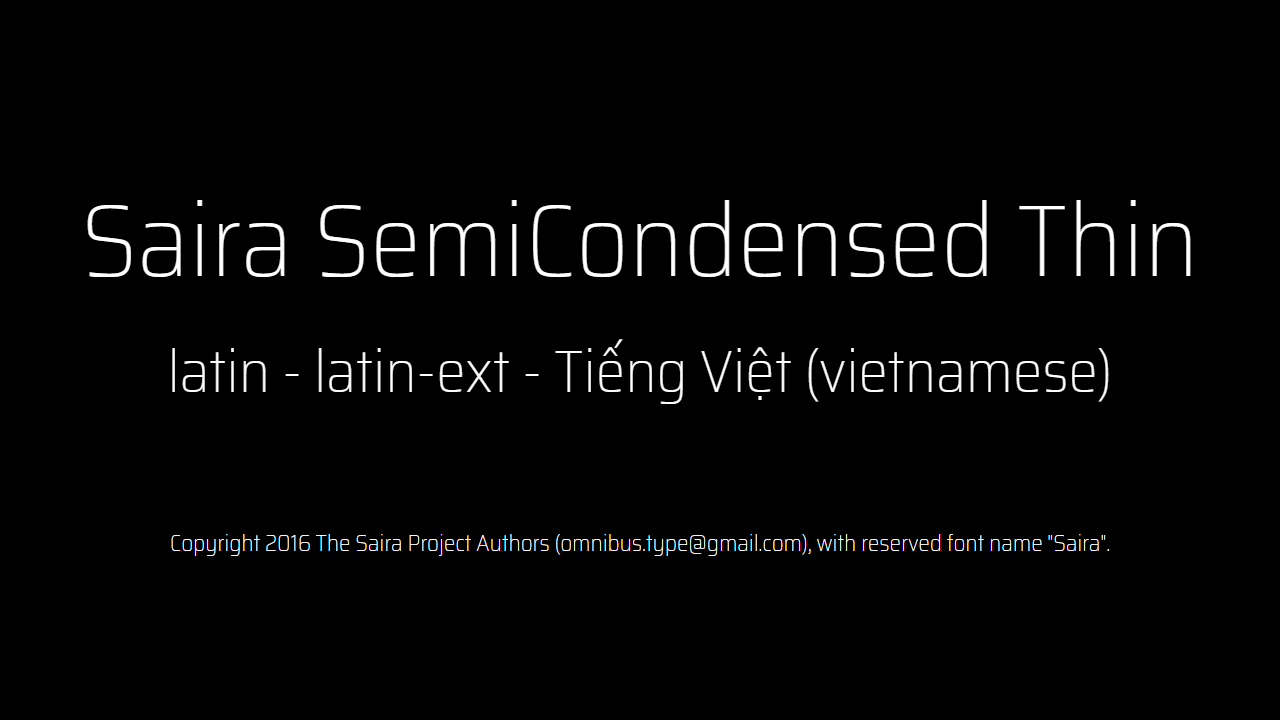 Saira SemiCondensed Thin
latin - latin-ext - Tiếng Việt (vietnamese)
Copyright 2016 The Saira Project Authors (omnibus.type@gmail.com), with reserved font name "Saira".